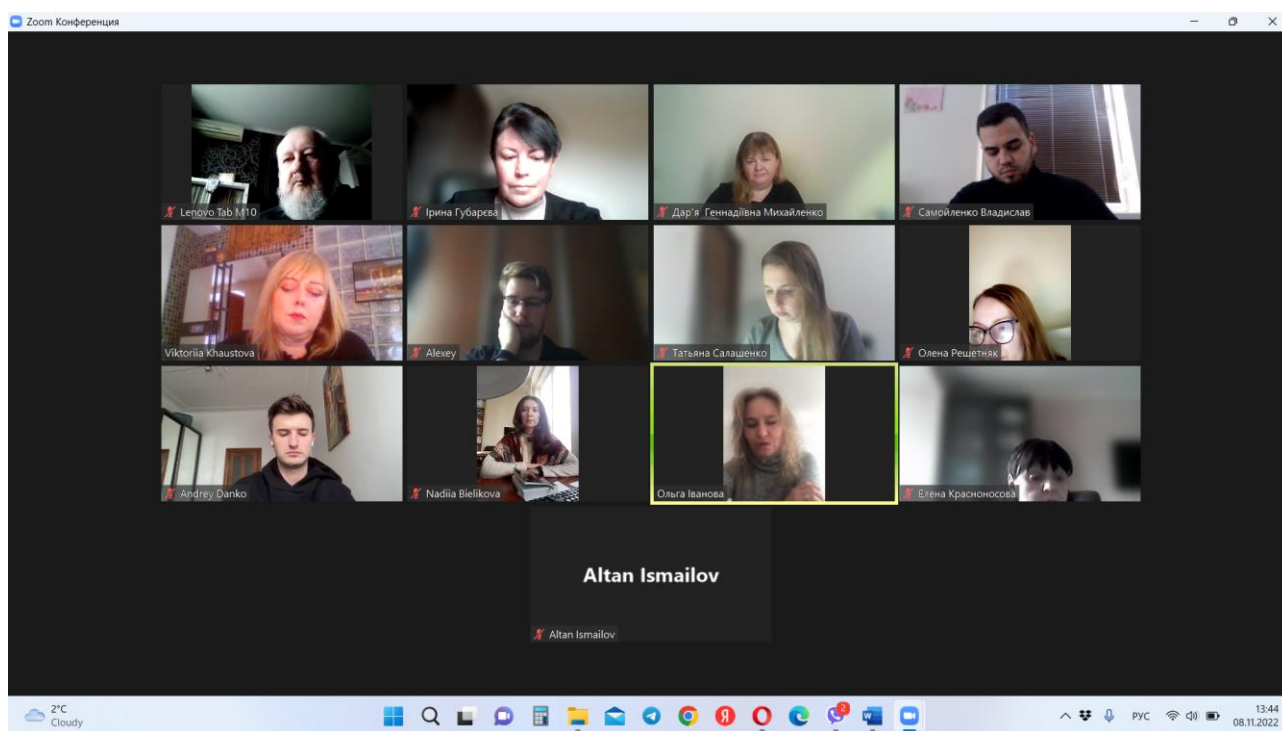 Zoom Конференция
Lenovo Tab M10
Ірина Губарєва
Дар'я Геннадіївна Михайленко
Самойленко Владислав
Viktoriia Khaustova
Alexey
Татьяна Салашенко
Олена Решетняк
Andrey Danko
Nadiia Bielikova
Ольга Іванова
Елена Красноносова
Altan Ismailov
Altan Ismailov
2°C
Cloudy
2
РУС
13:44
08.11.2022